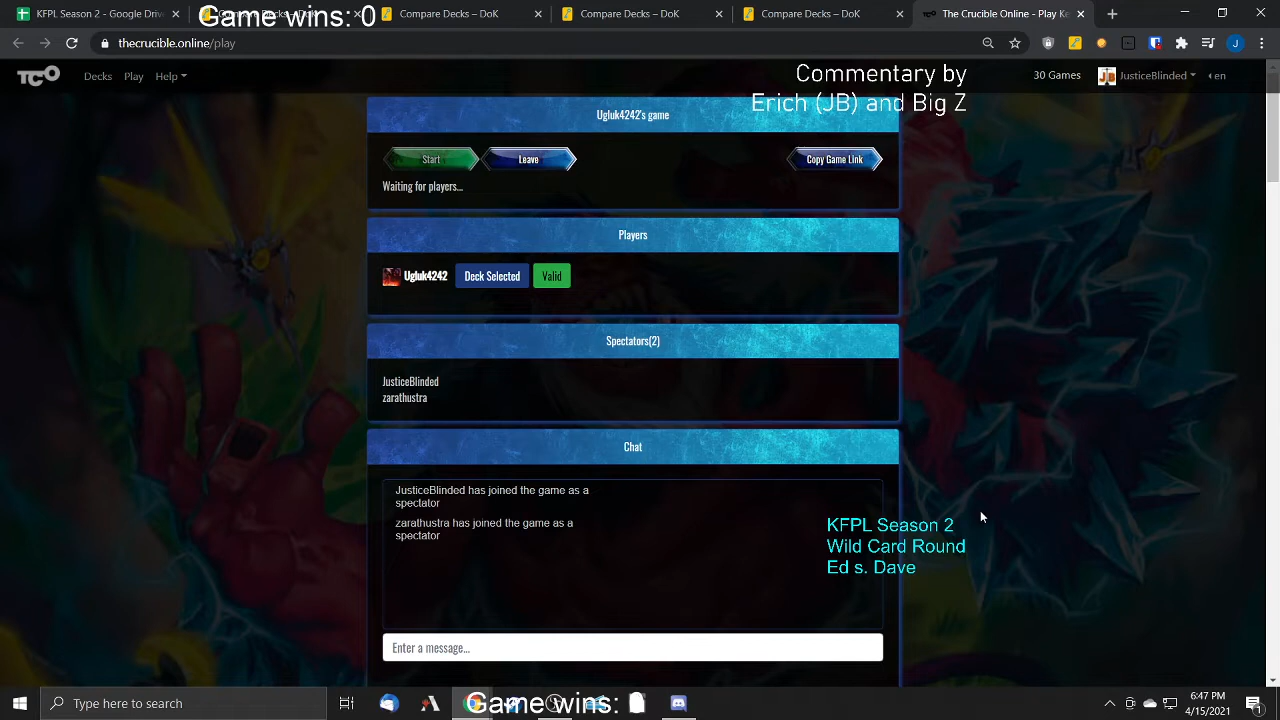 KFPL Season 2 - Google Driv
Game wins: 0
Compare Decks – DoK
Compare Decks – DoK
Compare Decks – DoK
The Crucible Online - Play Ke
thecrucible.online/play
J
TCO
Decks
Play
Help
30 Games
JB
JusticeBlinded
en
Commentary by
Erich (JB) and Big Z
Ugluk4242's game
Start
Leave
Copy Game Link
Waiting for players...
Players
Ugluk4242
Deck Selected
Valid
Spectators(2)
JusticeBlinded
zarathustra
Chat
JusticeBlinded has joined the game as a
spectator
zarathustra has joined the game as a
spectator
KFPL Season 2
Wild Card Round
Ed s. Dave
Enter a message...
Type here to search
Game wins: 0
6:47 PM
4/15/2021